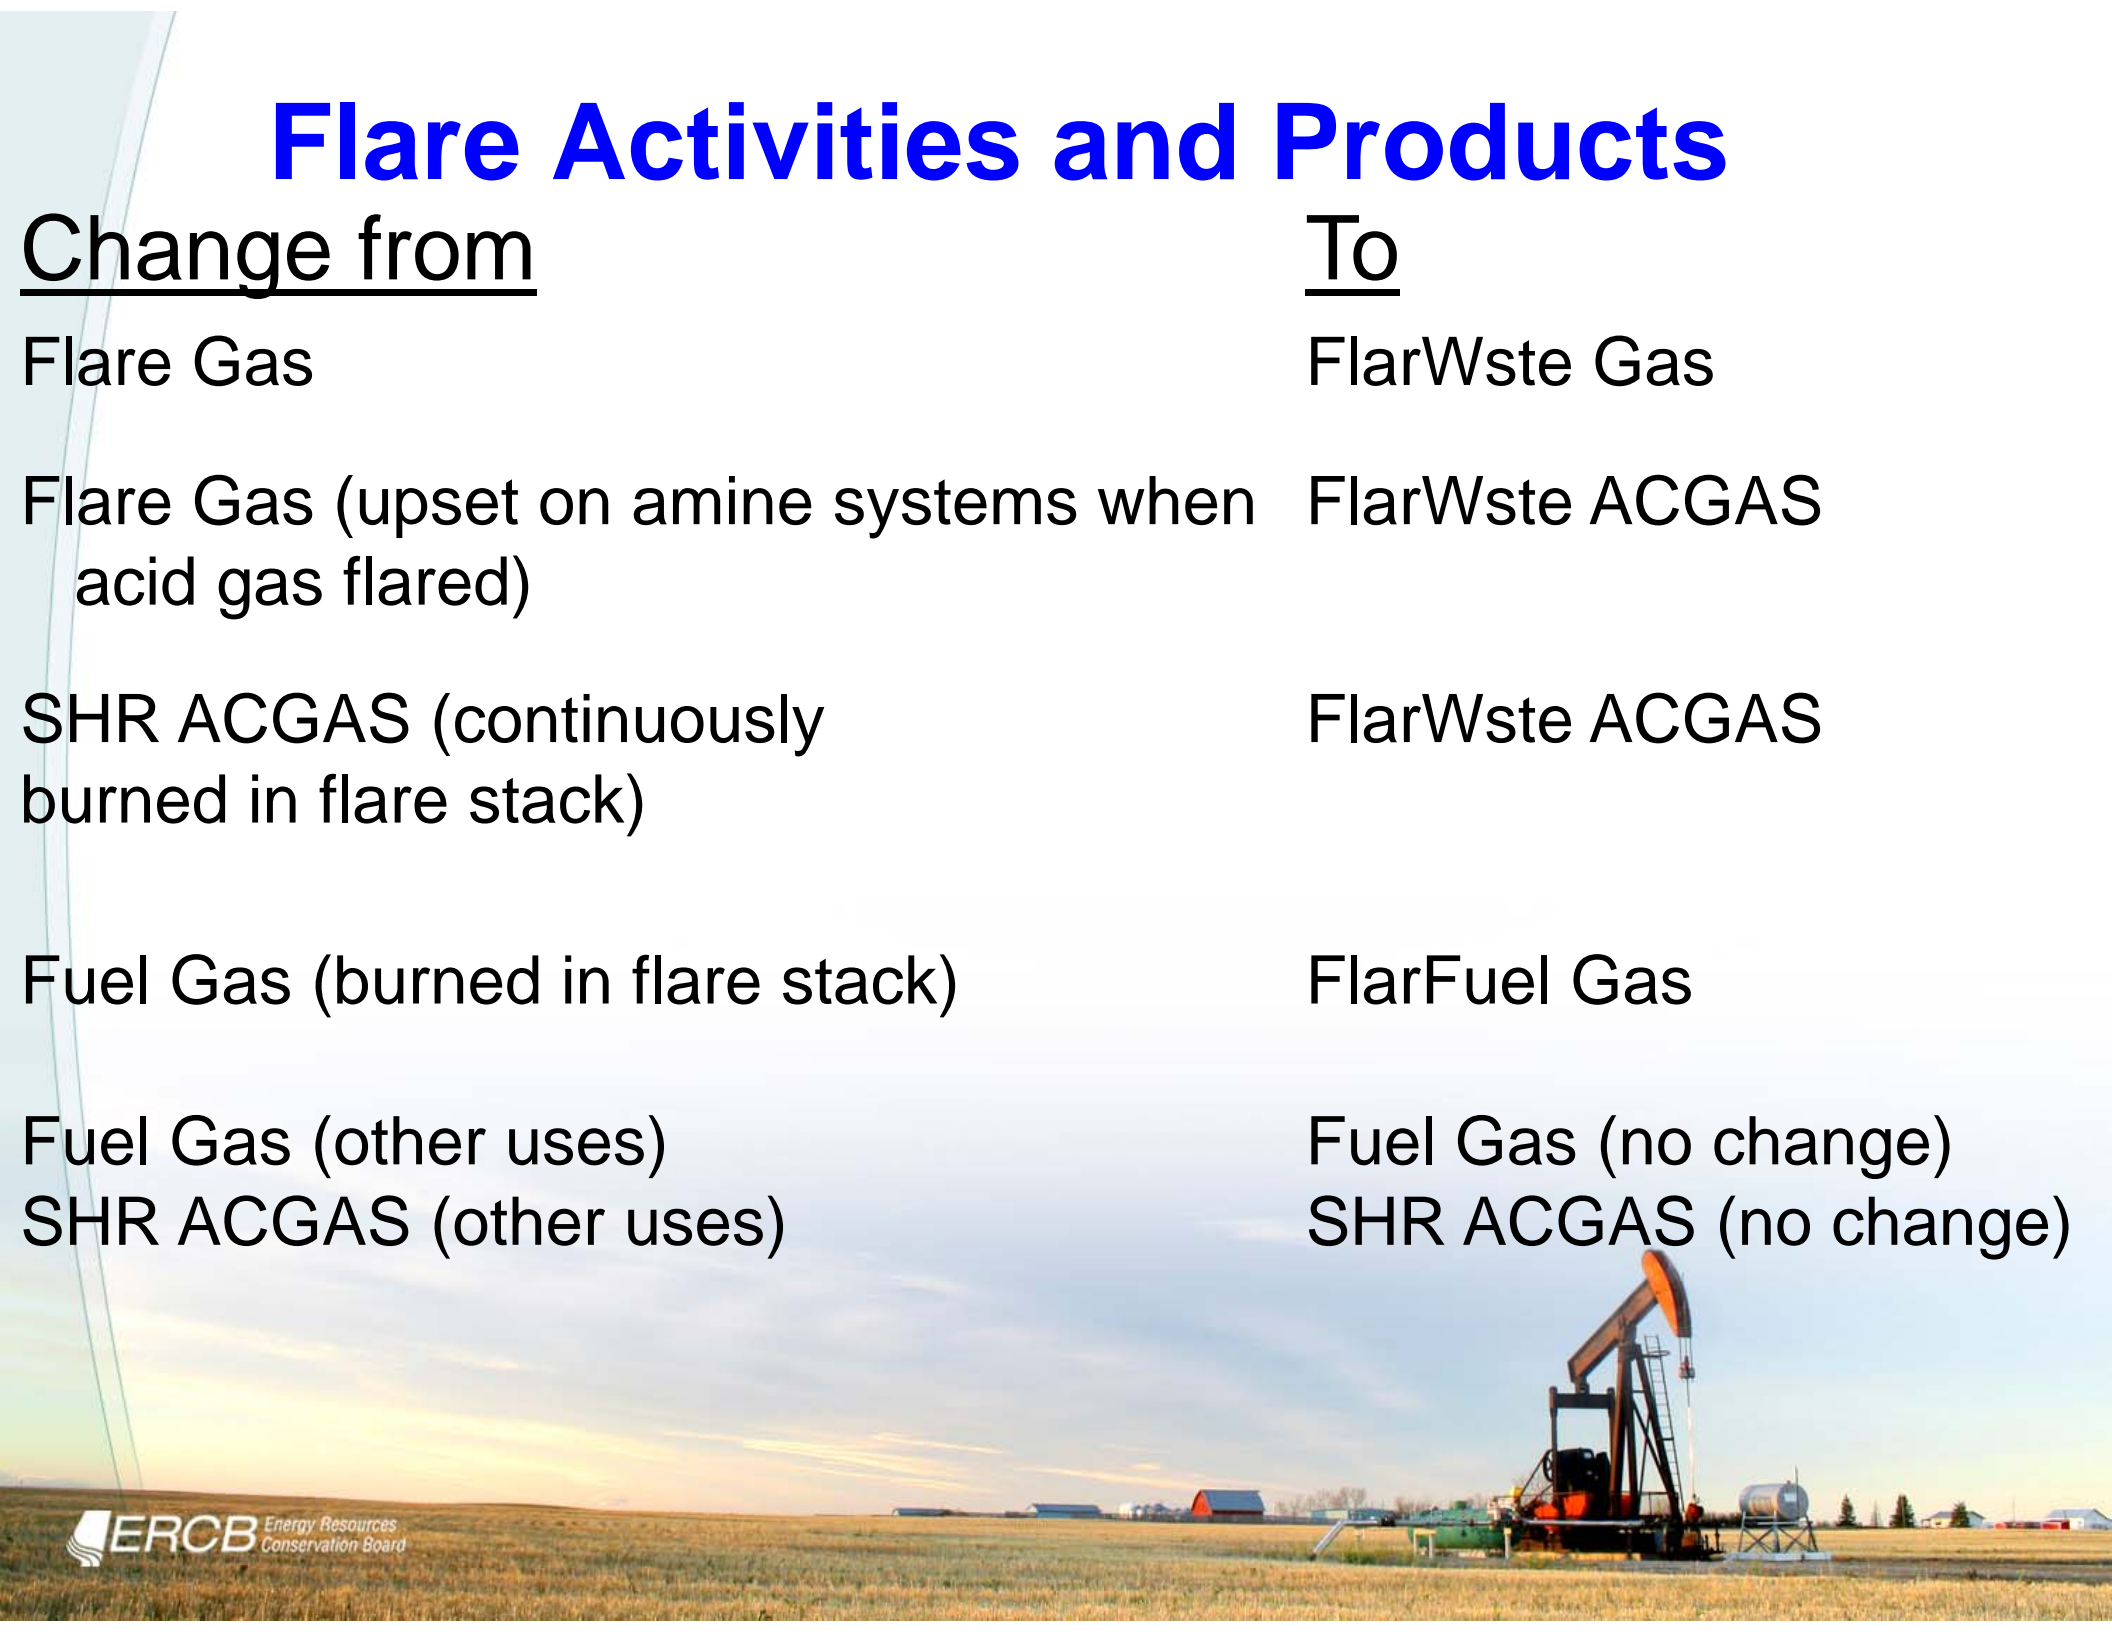 Flare Activities and Products
Change from To
Flare Gas FlarWste Gas
Flare Gas (upset on amine systems when FlarWste ACGAS
acid gas flared)
SHR ACGAS (continuously FlarWste ACGAS
burned in flare stack)
Fuel Gas (burned in flare stack) FlarFuel Gas
Fuel Gas (other uses) Fuel Gas (no change)
SHR ACGAS (other uses) SHR ACGAS (no change)
ERCB Energy Resources
Conservation Board